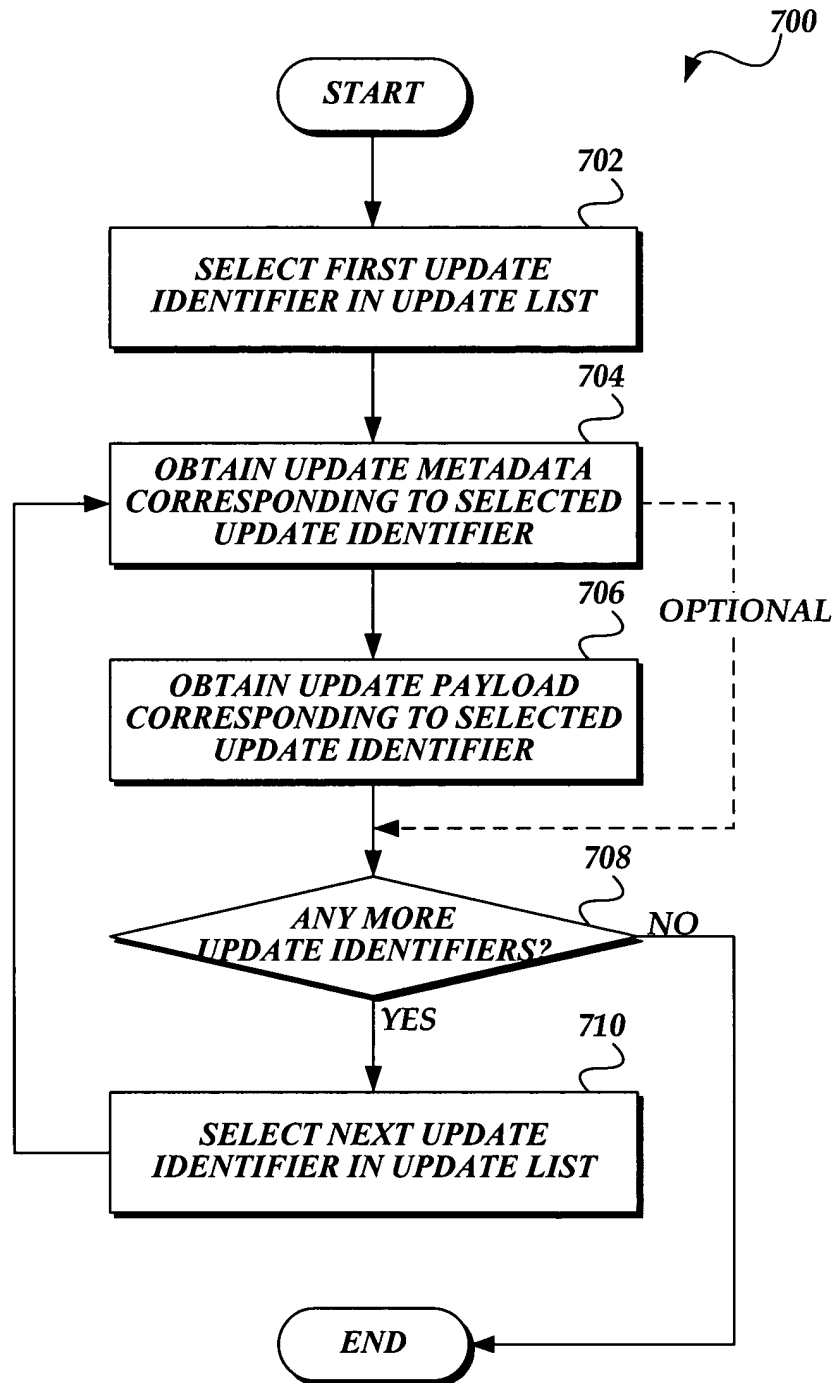 700
START
702
SELECT FIRST UPDATE
IDENTIFIER IN UPDATE LIST
704
OBTAIN UPDATE METADATA
CORRESPONDING TO SELECTED
UPDATE IDENTIFIER
706
OPTIONAL
OBTAIN UPDATE PAYLOAD
CORRESPONDING TO SELECTED
UPDATE IDENTIFIER
708
ANY MORE
UPDATE IDENTIFIERS?
NO
YES
710
SELECT NEXT UPDATE
IDENTIFIER IN UPDATE LIST
END